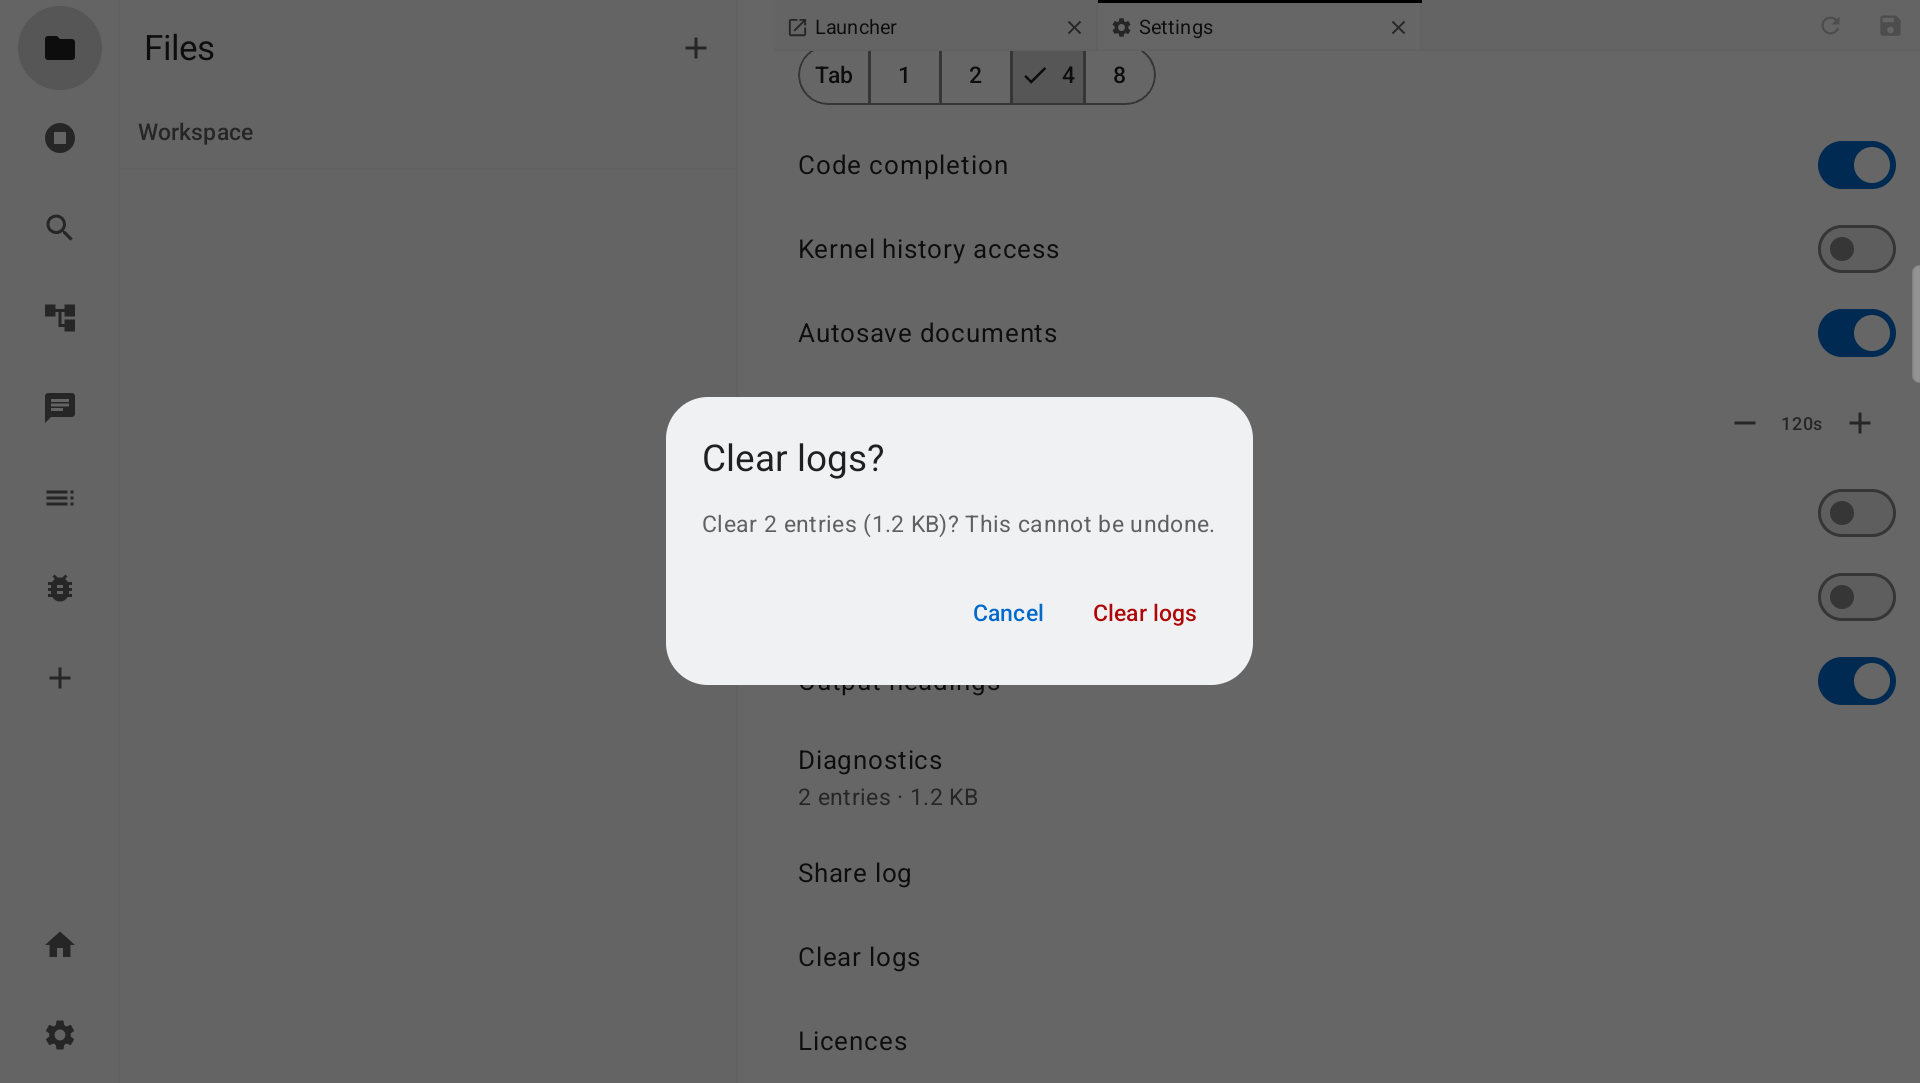 Files
Workspace
Launcher
Settings
Tab 1 2 4 8
Code completion
Kernel history access
Autosave documents
120s
Clear logs?
Clear 2 entries (1.2 KB)? This cannot be undone.
Cancel
Clear logs
Output headings
Diagnostics
2 entries · 1.2 KB
Share log
Clear logs
Licences